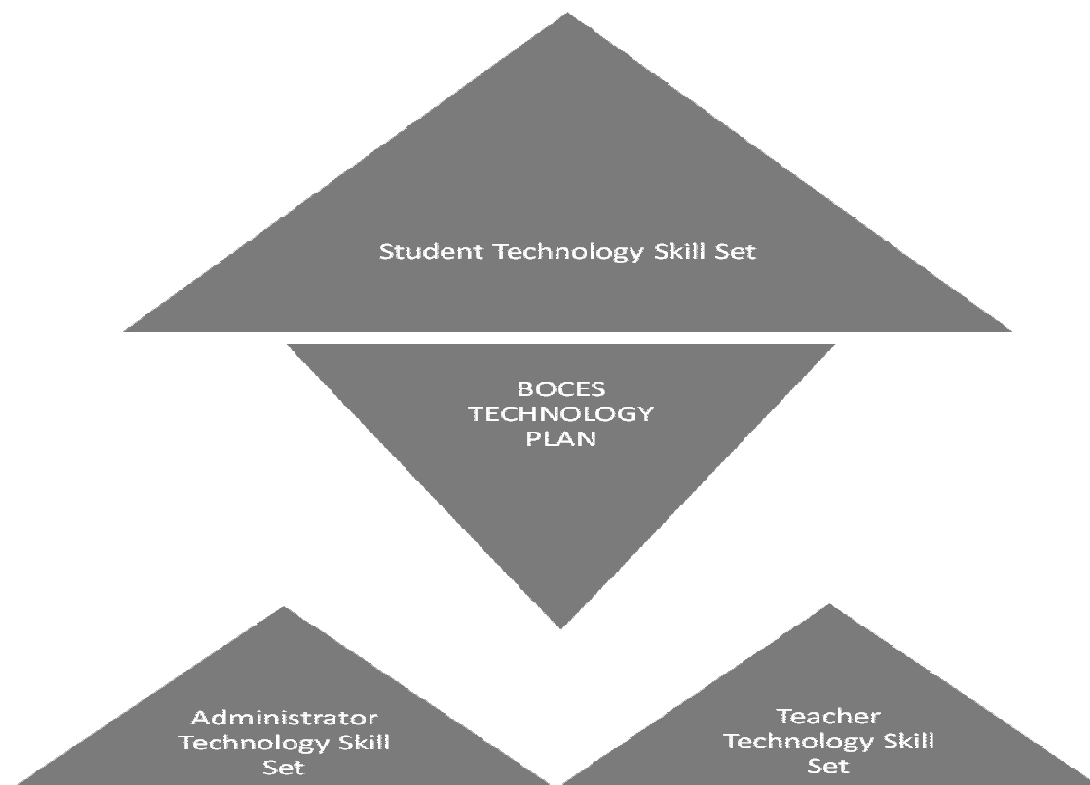 Student Technology Skill Set
BOCES
TECHNOLOGY
PLAN
Administrator
Technology Skill
Set
Teacher
Technology Skill
Set